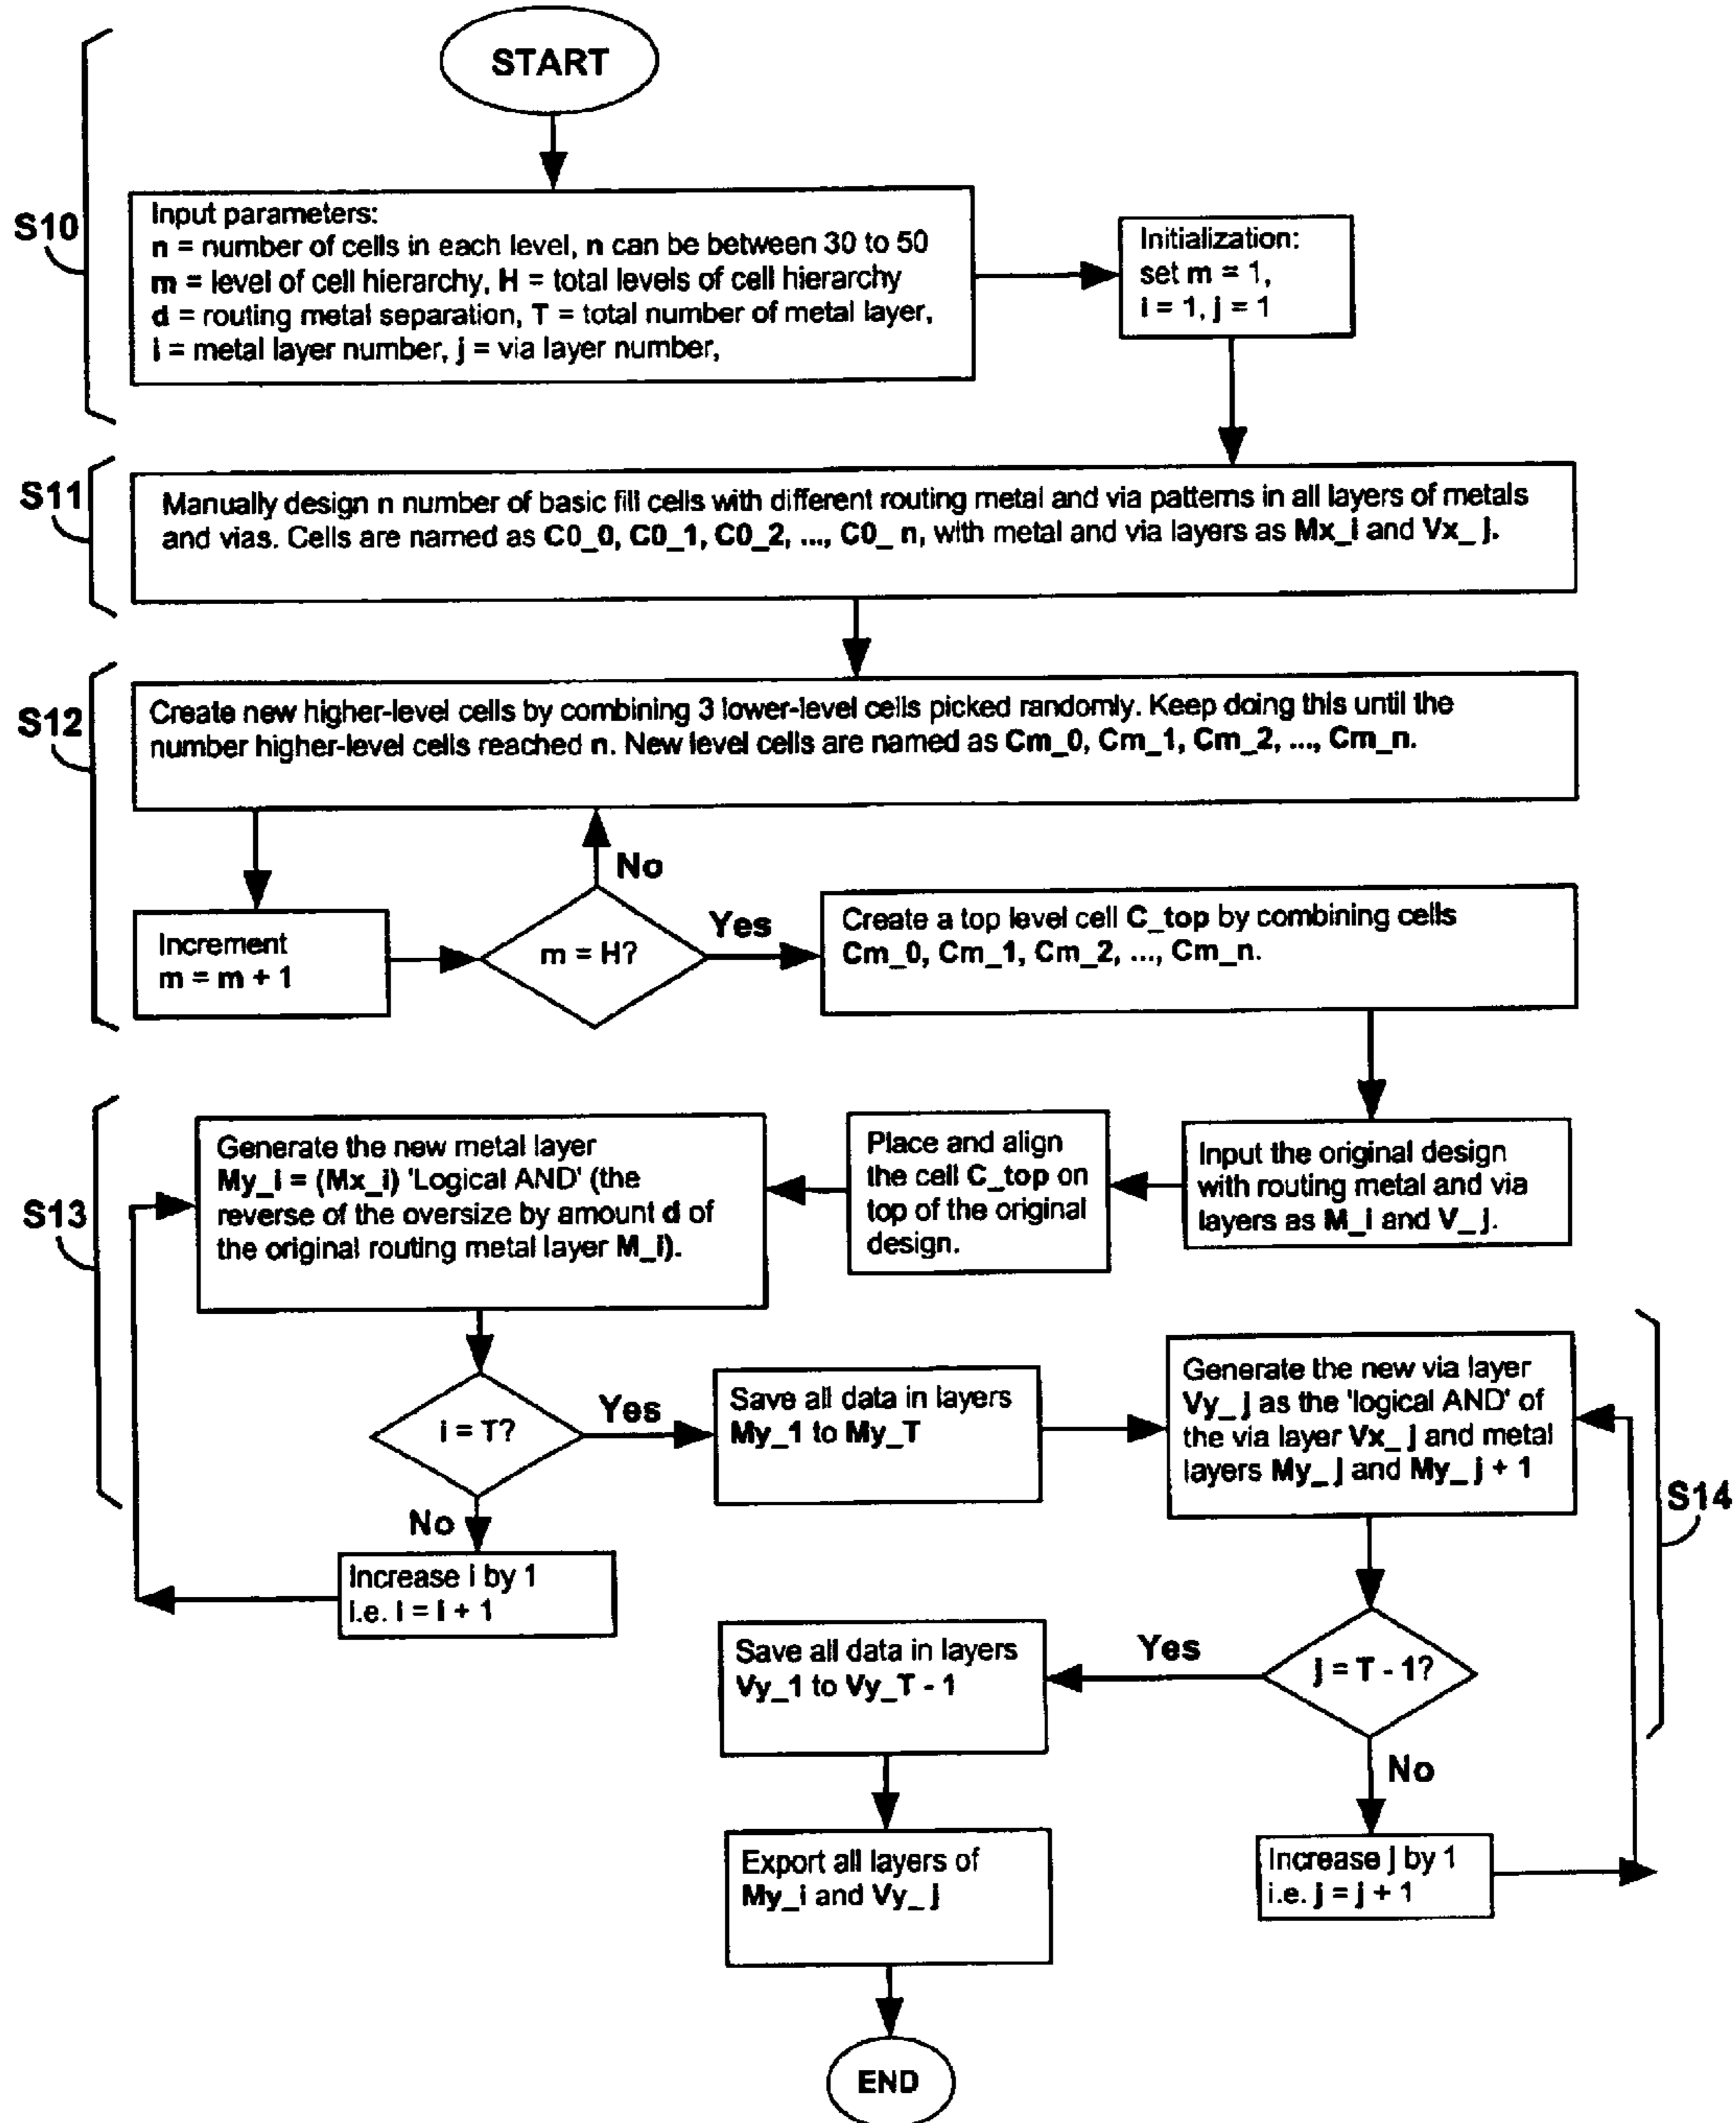 START
S10
Input parameters:
n = number of cells in each level, n can be between 30 to 50
m = level of cell hierarchy, H = total levels of cell hierarchy
d = routing metal separation, T = total number of metal layer,
i = metal layer number, j = via layer number,
Initialization:
set m = 1,
i = 1, j = 1
S11
Manually design n number of basic fill cells with different routing metal and via patterns in all layers of metals
and vias. Cells are named as C0_0, C0_1, C0_2, ..., C0_ n, with metal and via layers as Mx_i and Vx_ j.
S12
Create new higher-level cells by combining 3 lower-level cells picked randomly. Keep doing this until the
number higher-level cells reached n. New level cells are named as Cm_0, Cm_1, Cm_2, ..., Cm_n.
No
Increment
m = m + 1
m = H?
Yes
Create a top level cell C_top by combining cells
Cm_0, Cm_1, Cm_2, ..., Cm_n.
S13
Generate the new metal layer
My_i = (Mx_i) 'Logical AND' (the
reverse of the oversize by amount d of
the original routing metal layer M_i).
Place and align
the cell C_top on
top of the original
design.
Input the original design
with routing metal and via
layers as M_i and V_ j.
i = T?
Yes
Save all data in layers
My_1 to My_T
Generate the new via layer
Vy_ j as the 'logical AND' of
the via layer Vx_ j and metal
layers My_ j and My_ j + 1
S14
No
Increase i by 1
i.e. i = i + 1
Save all data in layers
Vy_1 to Vy_T - 1
Yes
j = T - 1?
No
Export all layers of
My_i and Vy_ j
Increase j by 1
i.e. j = j + 1
END